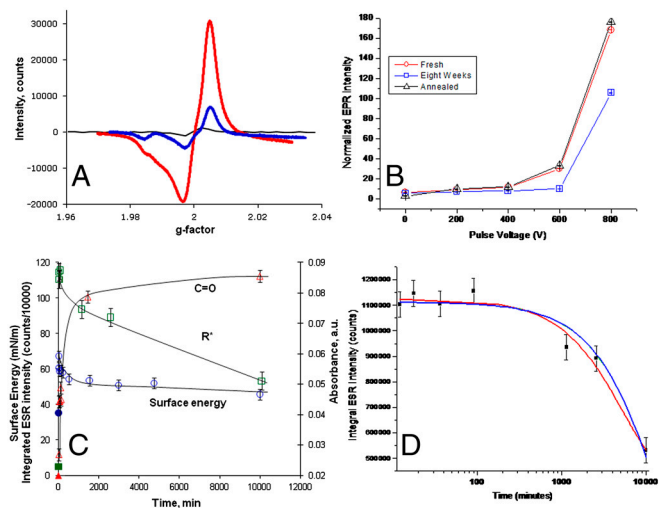 A
Intensity, counts
30000
20000
10000
0
-10000
-20000
1.96
1.98
2
2.02
2.04
g-factor
B
Normalized EPR Intensity
180
160
140
120
100
80
60
40
20
0
Fresh
Eight Weeks
Annealed
0
200
400
600
800
Pulse Voltage (V)
C
Surface Energy (mN/m)
Integrated ESR intensity (counts/10000)
120
100
80
60
40
20
0
C=O
R*
Surface energy
0.09
0.08
0.07
0.06
0.05
0.04
0.03
0.02
Absorbance, a.u.
0
2000
4000
6000
8000
10000
12000
Time, min
D
Integral ESR Intensity (counts)
1200000
1100000
1000000
900000
800000
700000
600000
500000
100
1000
10000
Time (minutes)